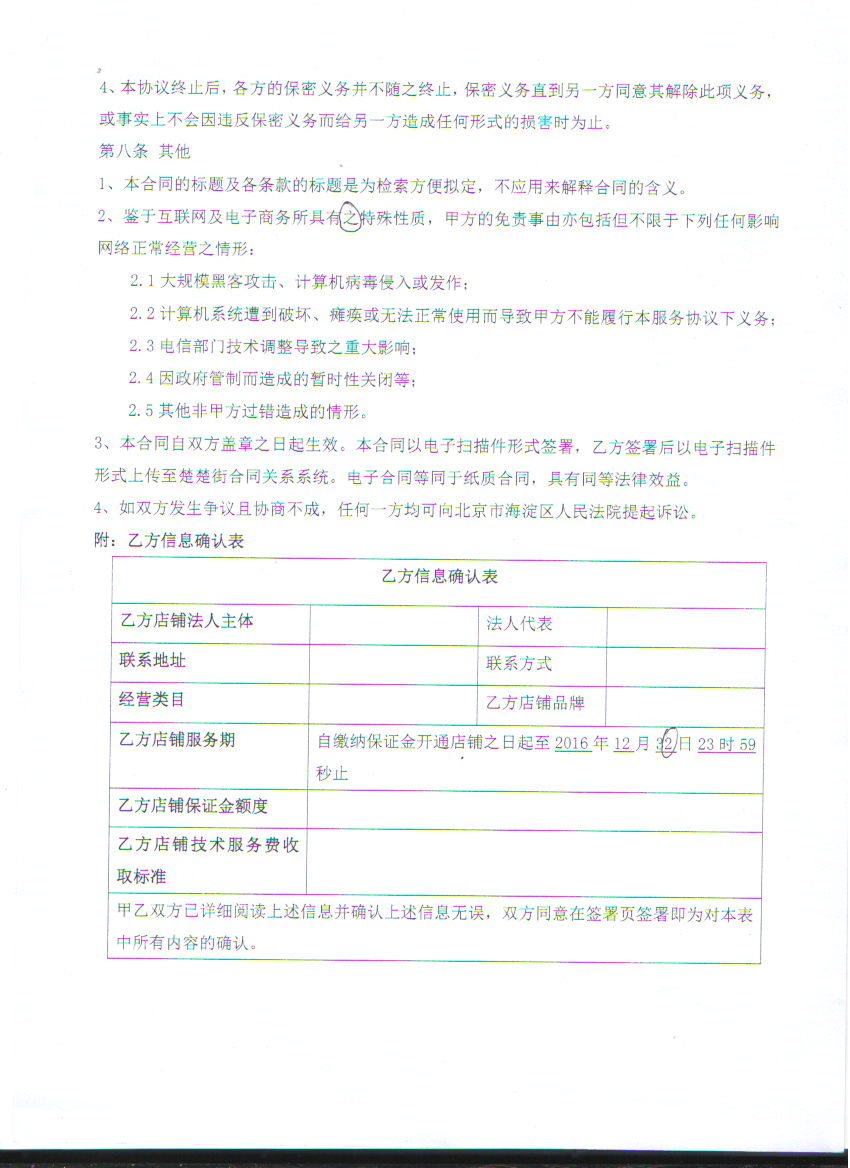 4、本协议终止后，各方的保密义务并不随之终止，保密义务直到另一方同意其解除此项义务，
或事实上不会因违反保密义务而给另一方造成任何形式的损害时为止。
第八条 其他
1、本合同的标题及各条款的标题是为检索方便拟定，不应用来解释合同的含义。
2、鉴于互联网及电子商务所具有之特殊性质，甲方的免责事由亦包括但不限于下列任何影响
网络正常经营之情形：
2.1 大规模黑客攻击、计算机病毒侵入或发作；
2.2 计算机系统遭到破坏、瘫痪或无法正常使用而导致甲方不能履行本服务协议下义务；
2.3 电信部门技术调整导致之重大影响；
2.4 因政府管制而造成的暂时性关闭等；
2.5 其他非甲方过错造成的情形。
3、本合同自双方盖章之日起生效。本合同以电子扫描件形式签署，乙方签署后以电子扫描件
形式上传至楚楚街合同关系系统。电子合同等同于纸质合同，具有同等法律效益。
4、如双方发生争议且协商不成，任何一方均可向北京市海淀区人民法院提起诉讼。
附：乙方信息确认表
乙方信息确认表
乙方店铺法人主体 法人代表
联系地址 联系方式
经营类目 乙方店铺品牌
乙方店铺服务期 自缴纳保证金开通店铺之日起至 2016 年 12 月 32 日 23 时 59
秒止
乙方店铺保证金额度
乙方店铺技术服务费收
取标准
甲乙双方已详细阅读上述信息并确认上述信息无误，双方同意在签署页签署即为对本表
中所有内容的确认。